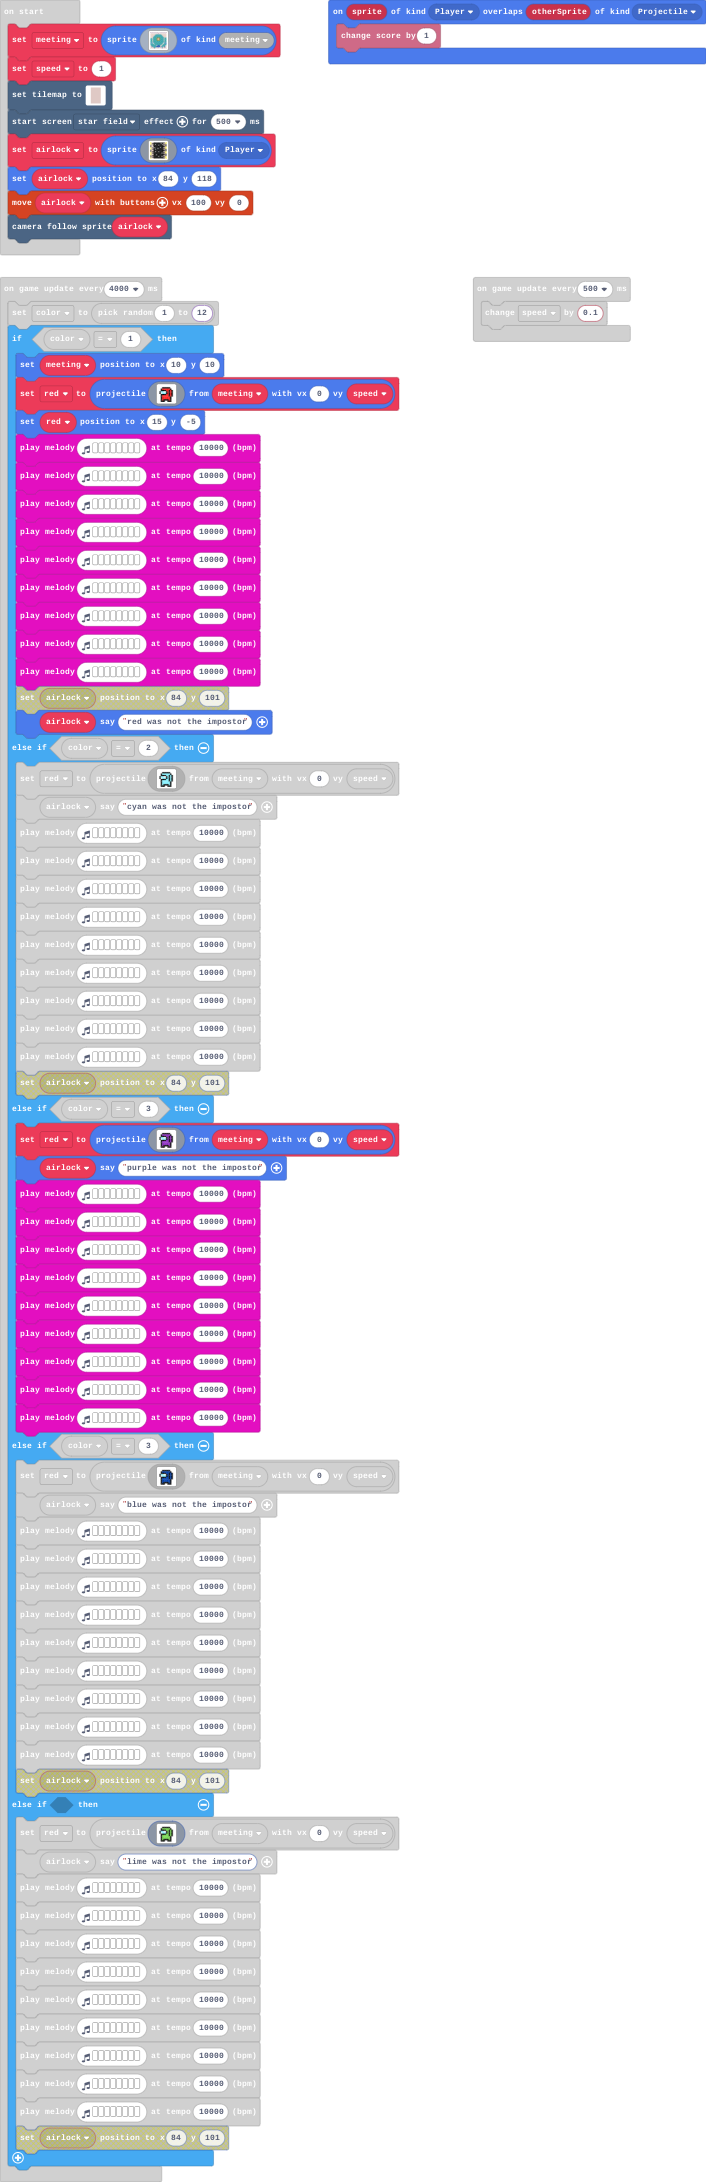 on start
set meeting to sprite of kind meeting
set speed to 1
set tilemap to
start screen star field effect for 500 ms
set airlock to sprite of kind Player
set airlock position to x 84 y 118
move airlock with buttons vx 100 vy 0
camera follow sprite airlock
on sprite of kind Player overlaps otherSprite of kind Projectile
change score by 1
on game update every 4000 ms
set color to pick random 1 to 12
if color = 1 then
set meeting position to x 10 y 10
set red to projectile from meeting with vx 0 vy speed
set red position to x 15 y -5
play melody at tempo 10000 (bpm)
play melody at tempo 10000 (bpm)
play melody at tempo 10000 (bpm)
play melody at tempo 10000 (bpm)
play melody at tempo 10000 (bpm)
play melody at tempo 10000 (bpm)
play melody at tempo 10000 (bpm)
play melody at tempo 10000 (bpm)
play melody at tempo 10000 (bpm)
set airlock position to x 84 y 101
airlock say "red was not the impostor"
else if color = 2 then
set red to projectile from meeting with vx 0 vy speed
airlock say "cyan was not the impostor"
play melody at tempo 10000 (bpm)
play melody at tempo 10000 (bpm)
play melody at tempo 10000 (bpm)
play melody at tempo 10000 (bpm)
play melody at tempo 10000 (bpm)
play melody at tempo 10000 (bpm)
play melody at tempo 10000 (bpm)
play melody at tempo 10000 (bpm)
play melody at tempo 10000 (bpm)
set airlock position to x 84 y 101
else if color = 3 then
set red to projectile from meeting with vx 0 vy speed
airlock say "purple was not the impostor"
play melody at tempo 10000 (bpm)
play melody at tempo 10000 (bpm)
play melody at tempo 10000 (bpm)
play melody at tempo 10000 (bpm)
play melody at tempo 10000 (bpm)
play melody at tempo 10000 (bpm)
play melody at tempo 10000 (bpm)
play melody at tempo 10000 (bpm)
play melody at tempo 10000 (bpm)
else if color = 3 then
set red to projectile from meeting with vx 0 vy speed
airlock say "blue was not the impostor"
play melody at tempo 10000 (bpm)
play melody at tempo 10000 (bpm)
play melody at tempo 10000 (bpm)
play melody at tempo 10000 (bpm)
play melody at tempo 10000 (bpm)
play melody at tempo 10000 (bpm)
play melody at tempo 10000 (bpm)
play melody at tempo 10000 (bpm)
play melody at tempo 10000 (bpm)
set airlock position to x 84 y 101
else if then
set red to projectile from meeting with vx 0 vy speed
airlock say "lime was not the impostor"
play melody at tempo 10000 (bpm)
play melody at tempo 10000 (bpm)
play melody at tempo 10000 (bpm)
play melody at tempo 10000 (bpm)
play melody at tempo 10000 (bpm)
play melody at tempo 10000 (bpm)
play melody at tempo 10000 (bpm)
play melody at tempo 10000 (bpm)
play melody at tempo 10000 (bpm)
set airlock position to x 84 y 101
on game update every 500 ms
change speed by 0.1